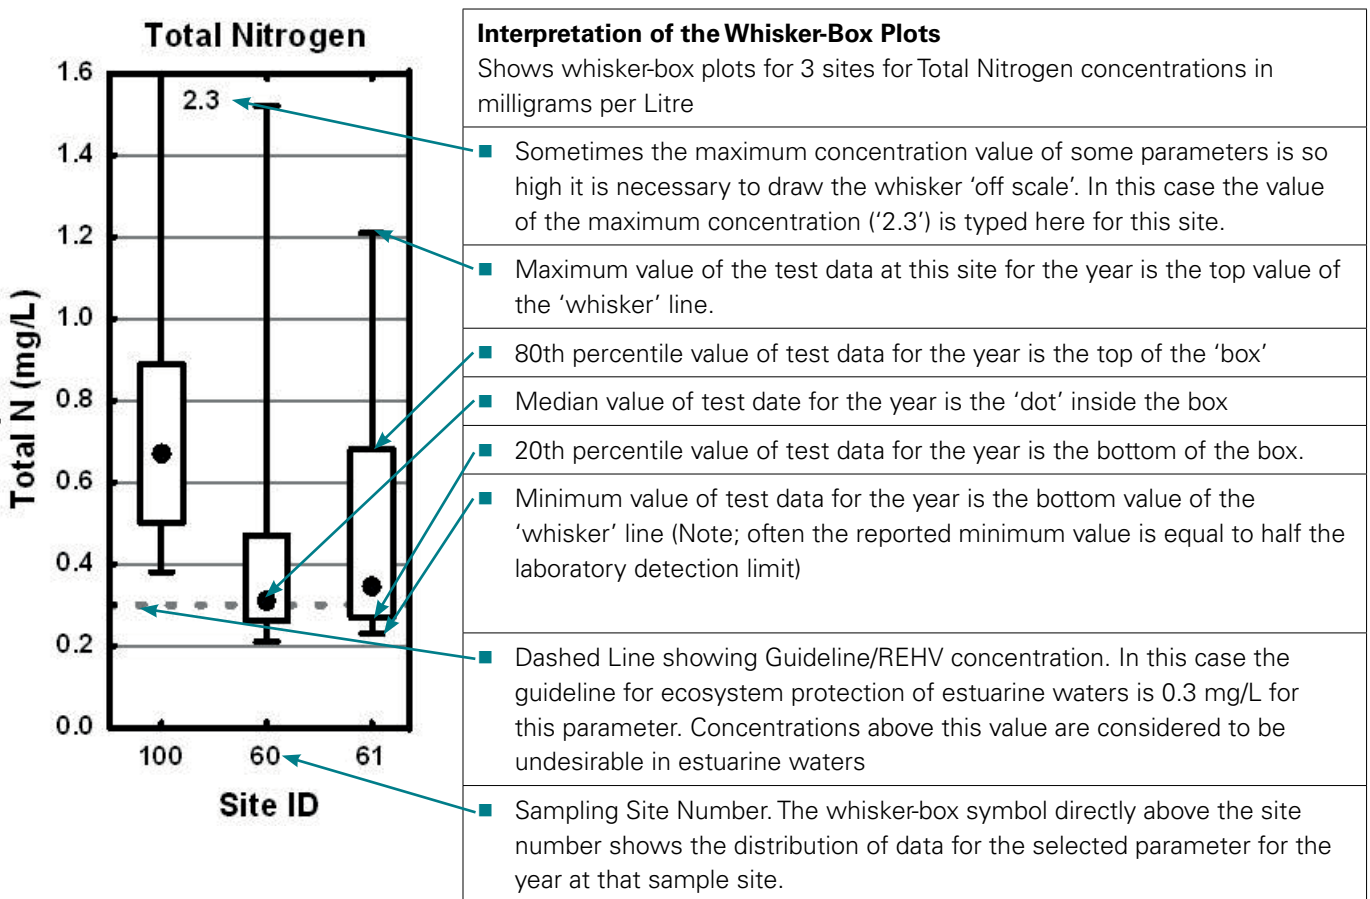 Total Nitrogen
1.6
1.4
1.2
1.0
0.8
0.6
0.4
0.2
0.0
Total N (mg/L)
2.3
100 60 61
Site ID
Interpretation of the Whisker-Box Plots
Shows whisker-box plots for 3 sites for Total Nitrogen concentrations in
milligrams per Litre
■ Sometimes the maximum concentration value of some parameters is so
high it is necessary to draw the whisker ‘off scale’. In this case the value
of the maximum concentration (‘2.3’) is typed here for this site.
■ Maximum value of the test data at this site for the year is the top value of
the ‘whisker’ line.
■ 80th percentile value of test data for the year is the top of the ‘box’
■ Median value of test date for the year is the ‘dot’ inside the box
■ 20th percentile value of test data for the year is the bottom of the box.
■ Minimum value of test data for the year is the bottom value of the
‘whisker’ line (Note; often the reported minimum value is equal to half the
laboratory detection limit)
■ Dashed Line showing Guideline/REHV concentration. In this case the
guideline for ecosystem protection of estuarine waters is 0.3 mg/L for
this parameter. Concentrations above this value are considered to be
undesirable in estuarine waters
■ Sampling Site Number. The whisker-box symbol directly above the site
number shows the distribution of data for the selected parameter for the
year at that sample site.